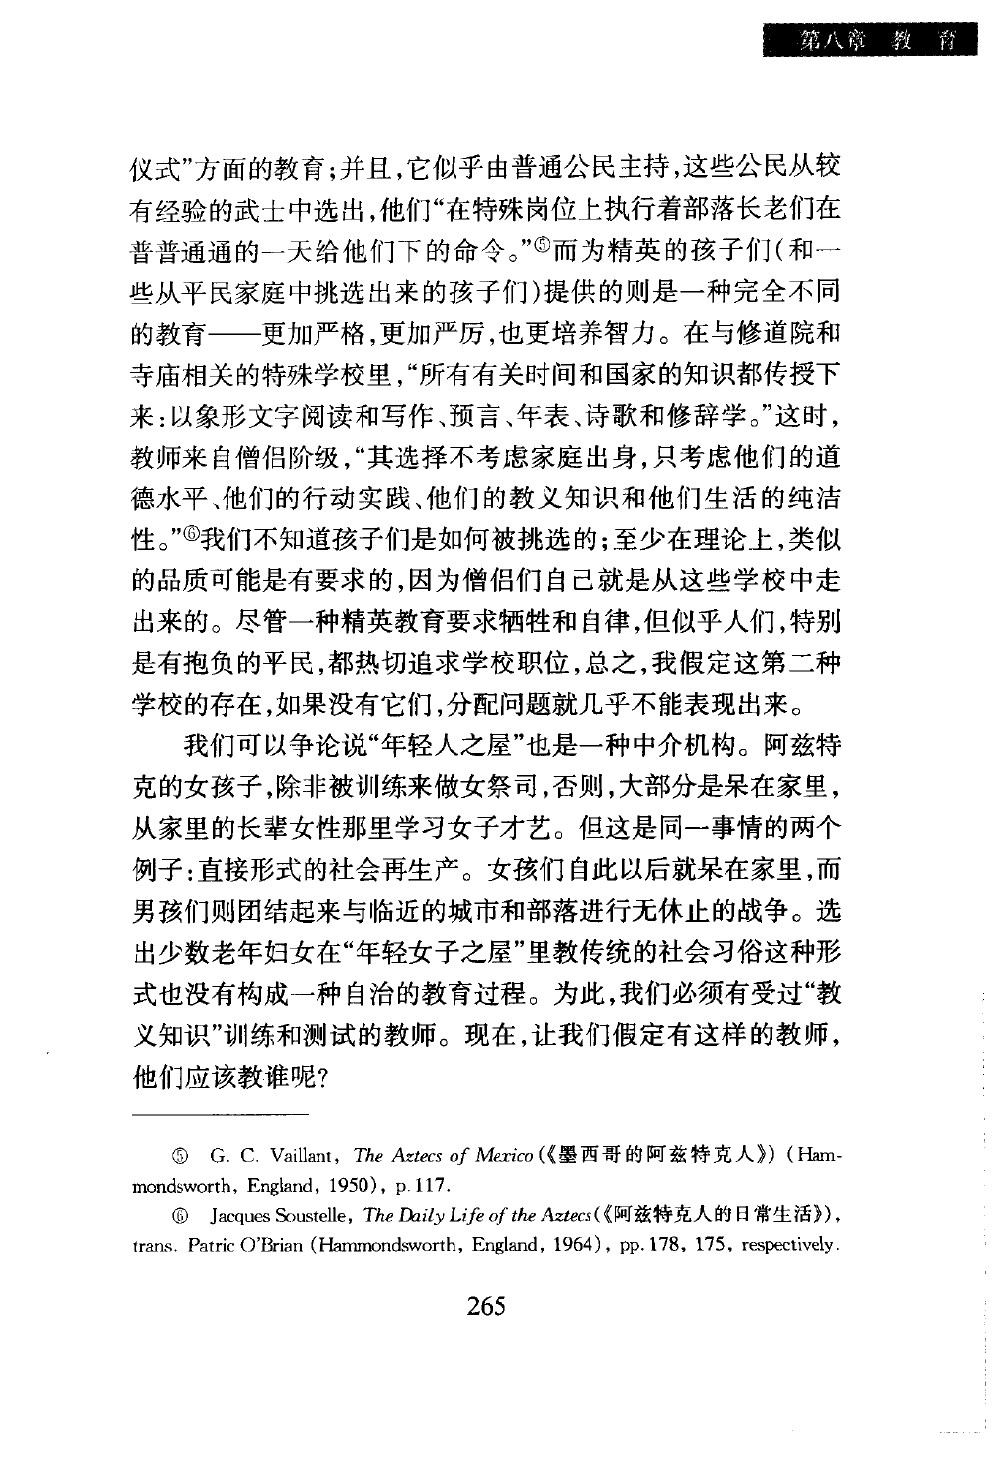 第八章 教 育
仪式”方面的教育;并且,它似乎由普通公民主持,这些公民从较
有经验的武士中选出,他们“在特殊岗位上执行着部落长老们在
普普通通的一天给他们下的命令。”⑤而为精英的孩子们(和一
些从平民家庭中挑选出来的孩子们)提供的则是一种完全不同
的教育——更加严格,更加严厉,也更培养智力。在与修道院和
寺庙相关的特殊学校里,“所有有关时间和国家的知识都传授下
来:以象形文字阅读和写作、预言、年表、诗歌和修辞学。”这时,
教师来自僧侣阶级,“其选择不考虑家庭出身,只考虑他们的道
德水平、他们的行动实践、他们的教义知识和他们生活的纯洁
性。”⑥我们不知道孩子们是如何被挑选的;至少在理论上,类似
的品质可能是有要求的,因为僧侣们自己就是从这些学校中走
出来的。尽管一种精英教育要求牺牲和自律,但似乎人们,特别
是有抱负的平民,都热切追求学校职位,总之,我假定这第二种
学校的存在,如果没有它们,分配问题就几乎不能表现出来。
我们可以争论说“年轻人之屋”也是一种中介机构。阿兹特
克的女孩子,除非被训练来做女祭司,否则,大部分是呆在家里,
从家里的长辈女性那里学习女子才艺。但这是同一事情的两个
例子:直接形式的社会再生产。女孩们自此以后就呆在家里,而
男孩们则团结起来与临近的城市和部落进行无休止的战争。选
出少数老年妇女在“年轻女子之屋”里教传统的社会习俗这种形
式也没有构成一种自治的教育过程。为此,我们必须有受过“教
义知识”训练和测试的教师。现在,让我们假定有这样的教师,
他们应该教谁呢?
⑤ G. C. Vaillant, The Aztecs of Mexico(《墨西哥的阿兹特克人》) (Ham-
mondsworth, England, 1950), p.117.
⑥ Jacques Soustelle, The Daily Life of the Aztecs(《阿兹特克人的日常生活》),
trans. Patric O'Brian (Hammondsworth, England, 1964), pp.178, 175, respectively.
265